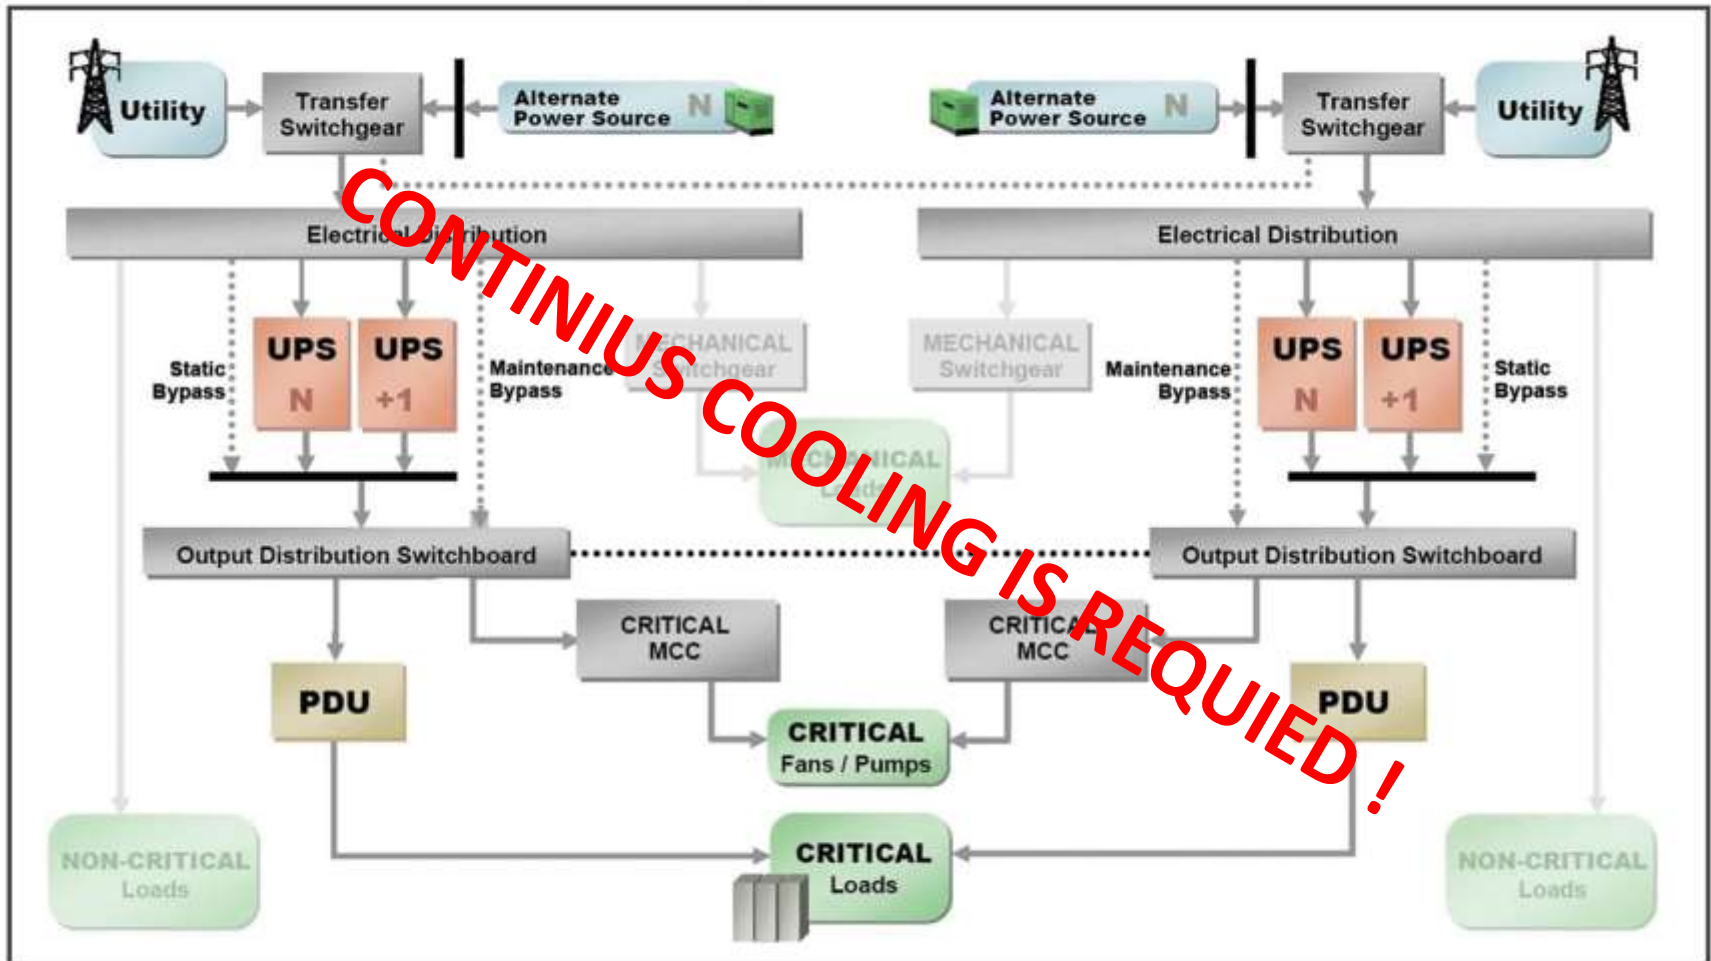 Utility
Transfer
Switchgear
Alternate
Power Source N
Alternate
Power Source N
Transfer
Switchgear
Utility
Electrical Distribution
Electrical Distribution
Static
Bypass
UPS
N
UPS
+1
Maintenance
Bypass
MECHANICAL
Switchgear
MECHANICAL
Switchgear
Maintenance
Bypass
UPS
N
UPS
+1
Static
Bypass
MECHANICAL
Loads
Output Distribution Switchboard
Output Distribution Switchboard
CRITICAL
MCC
CRITICAL
MCC
PDU
PDU
CRITICAL
Fans / Pumps
NON-CRITICAL
Loads
CRITICAL
Loads
NON-CRITICAL
Loads
CONTINIUS COOLING IS REQUIED !